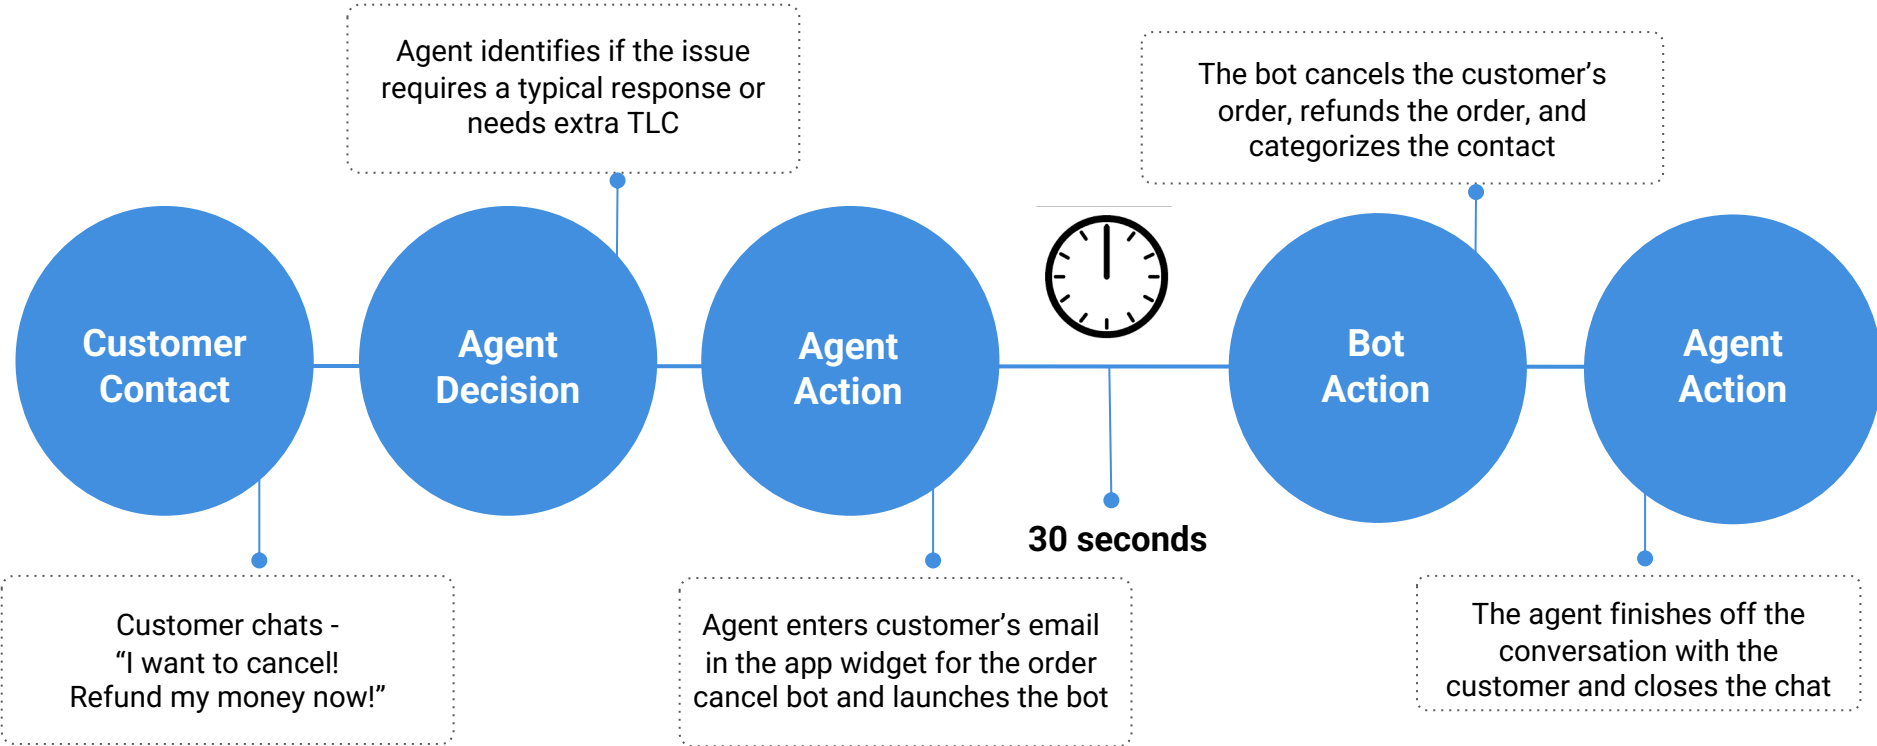 Agent identifies if the issue
requires a typical response or
needs extra TLC
The bot cancels the customer’s
order, refunds the order, and
categorizes the contact
Customer
Contact
Agent
Decision
Agent
Action
Bot
Action
Agent
Action
30 seconds
Customer chats -
“I want to cancel!
Refund my money now!”
Agent enters customer’s email
in the app widget for the order
cancel bot and launches the bot
The agent finishes off the
conversation with the
customer and closes the chat